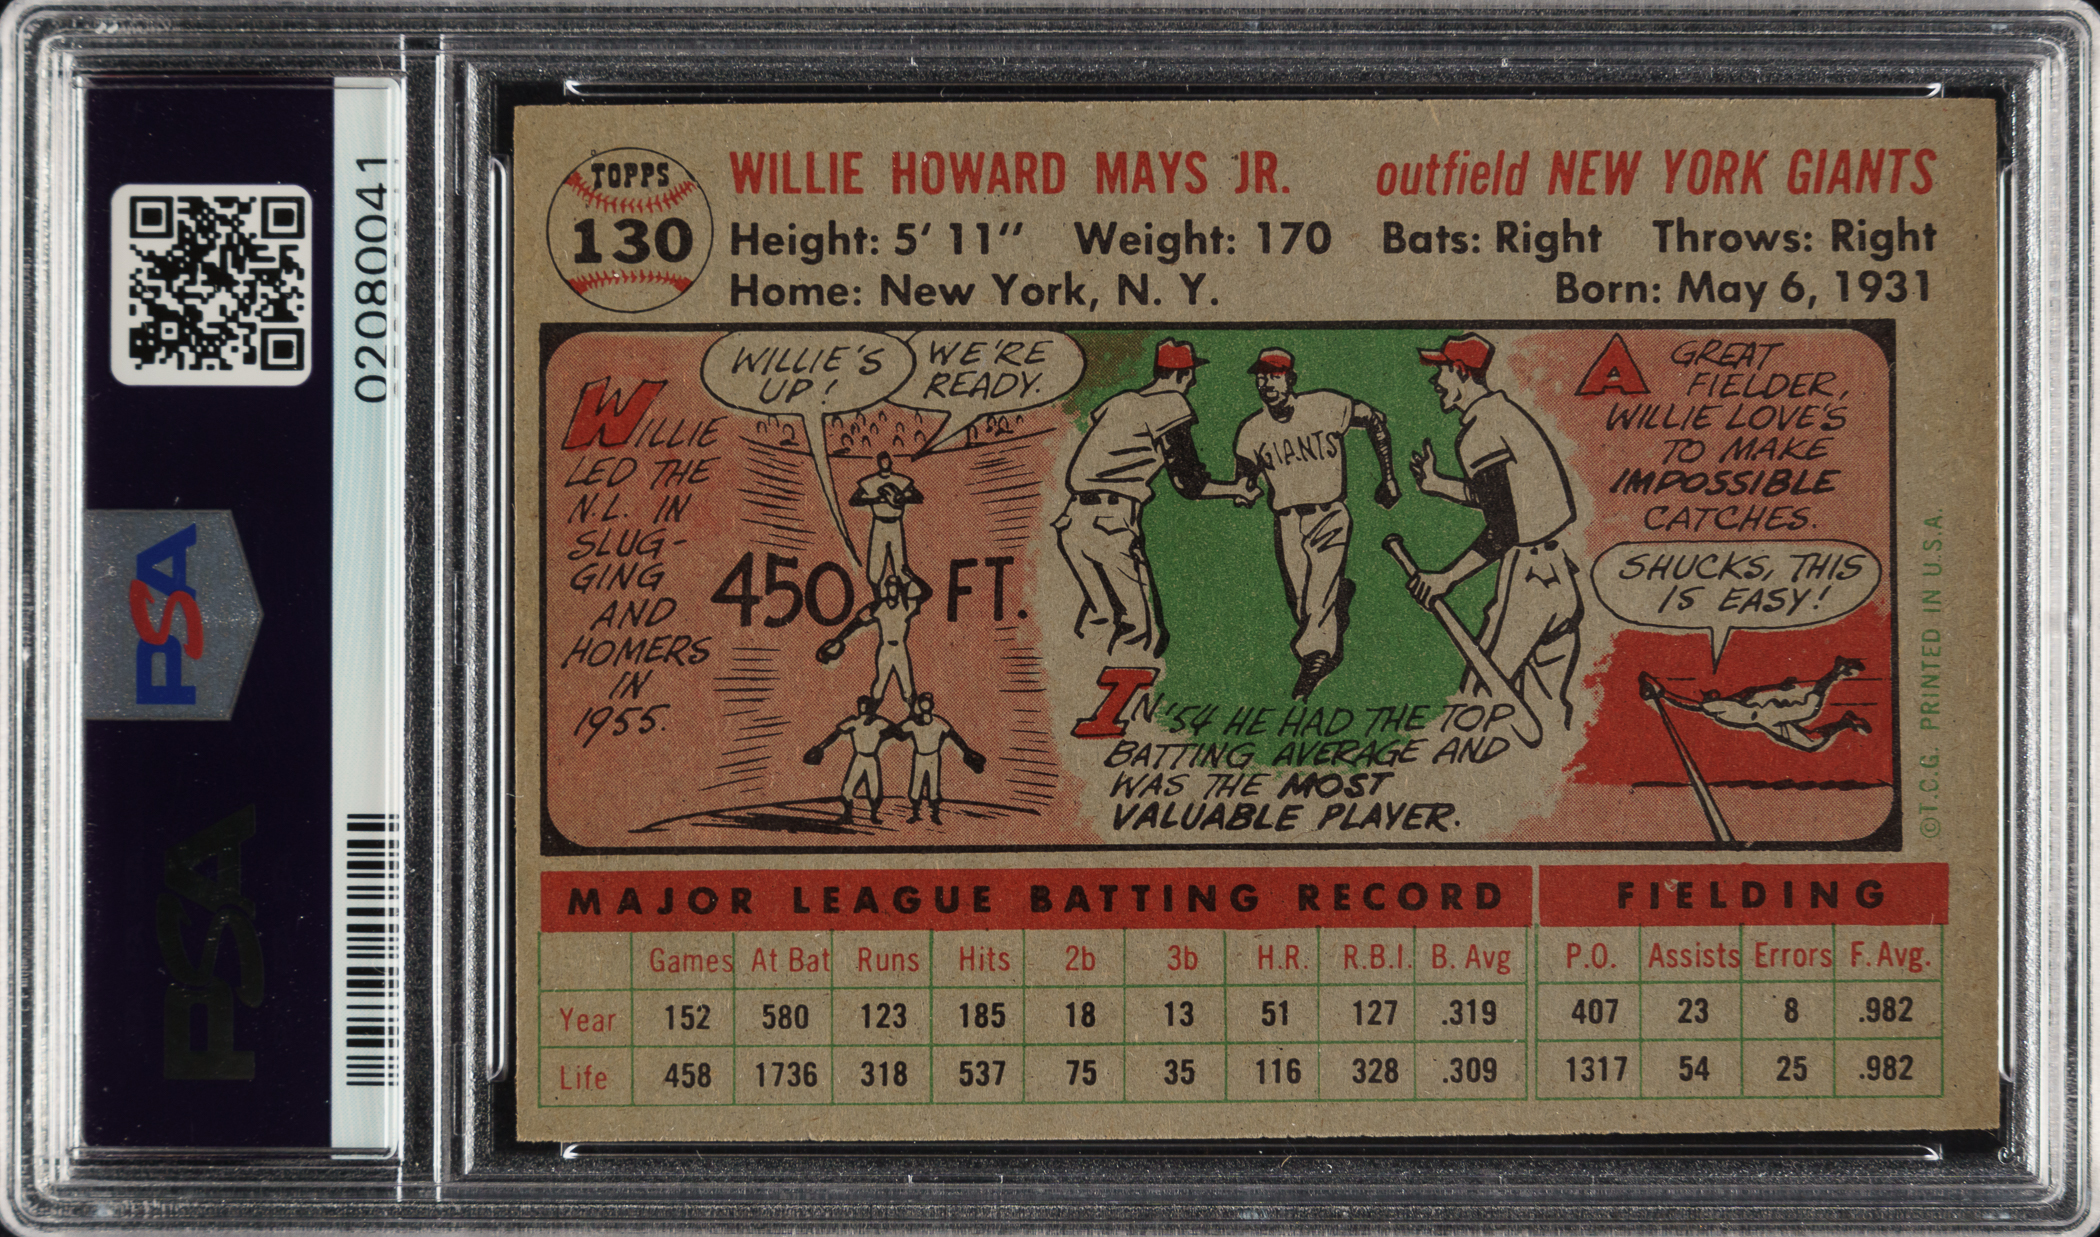 02080041
PSA
PSA
TOPPS
130
WILLIE HOWARD MAYS JR. outfield NEW YORK GIANTS
Height: 5' 11" Weight: 170 Bats: Right Throws: Right
Home: New York, N. Y. Born: May 6, 1931
WILLIE
LED THE
N.L. IN
SLUG-
GING
AND
HOMERS
IN
1955.
WILLIE'S
UP!
WE'RE
READY.
450 FT.
GIANTS
IN '54 HE HAD THE TOP
BATTING AVERAGE AND
WAS THE MOST
VALUABLE PLAYER.
A GREAT
FIELDER,
WILLIE LOVE'S
TO MAKE
IMPOSSIBLE
CATCHES.
SHUCKS, THIS
IS EASY!
©T.C.G. PRINTED IN U.S.A.
MAJOR LEAGUE BATTING RECORD FIELDING
Games At Bat Runs Hits 2b 3b H.R. R.B.I. B. Avg P.O. Assists Errors F. Avg.
Year 152 580 123 185 18 13 51 127 .319 407 23 8 .982
Life 458 1736 318 537 75 35 116 328 .309 1317 54 25 .982